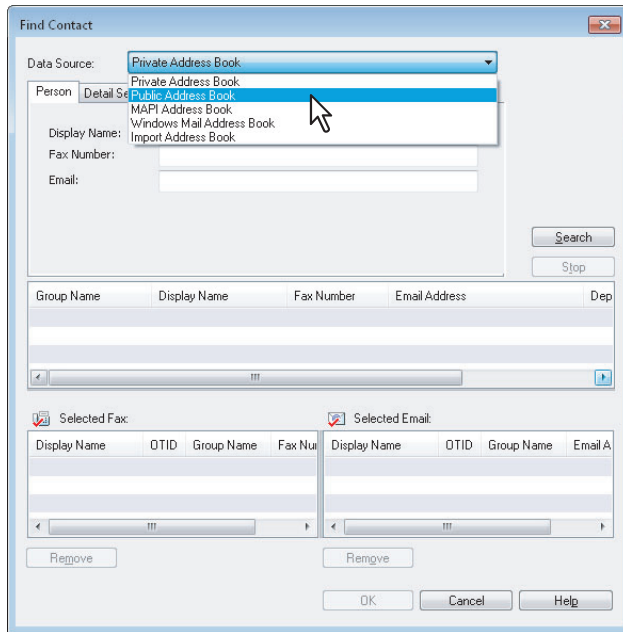 Find Contact
Data Source: Private Address Book
Private Address Book
Person Detail Se Public Address Book
MAPI Address Book
Windows Mail Address Book
Display Name: Import Address Book
Fax Number:
Email:
Search
Stop
Group Name Display Name Fax Number Email Address Dep
Selected Fax: Selected Email:
Display Name OTID Group Name Fax Nur Display Name OTID Group Name Email A
Remove Remove
OK Cancel Help